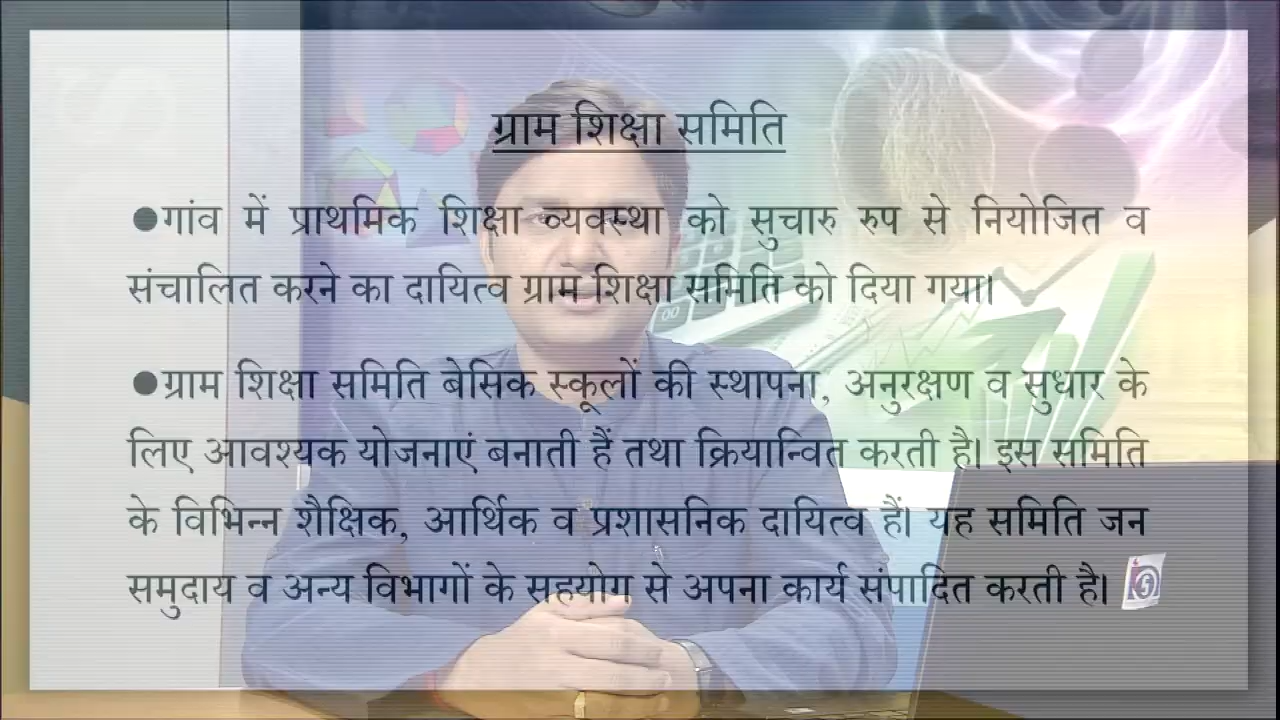 ग्राम शिक्षा समिति
●गांव में प्राथमिक शिक्षा व्यवस्था को सुचारु रुप से नियोजित व
संचालित करने का दायित्व ग्राम शिक्षा समिति को दिया गया।
●ग्राम शिक्षा समिति बेसिक स्कूलों की स्थापना, अनुरक्षण व सुधार के
लिए आवश्यक योजनाएं बनाती हैं तथा क्रियान्वित करती है। इस समिति
के विभिन्न शैक्षिक, आर्थिक व प्रशासनिक दायित्व हैं। यह समिति जन
समुदाय व अन्य विभागों के सहयोग से अपना कार्य संपादित करती है।